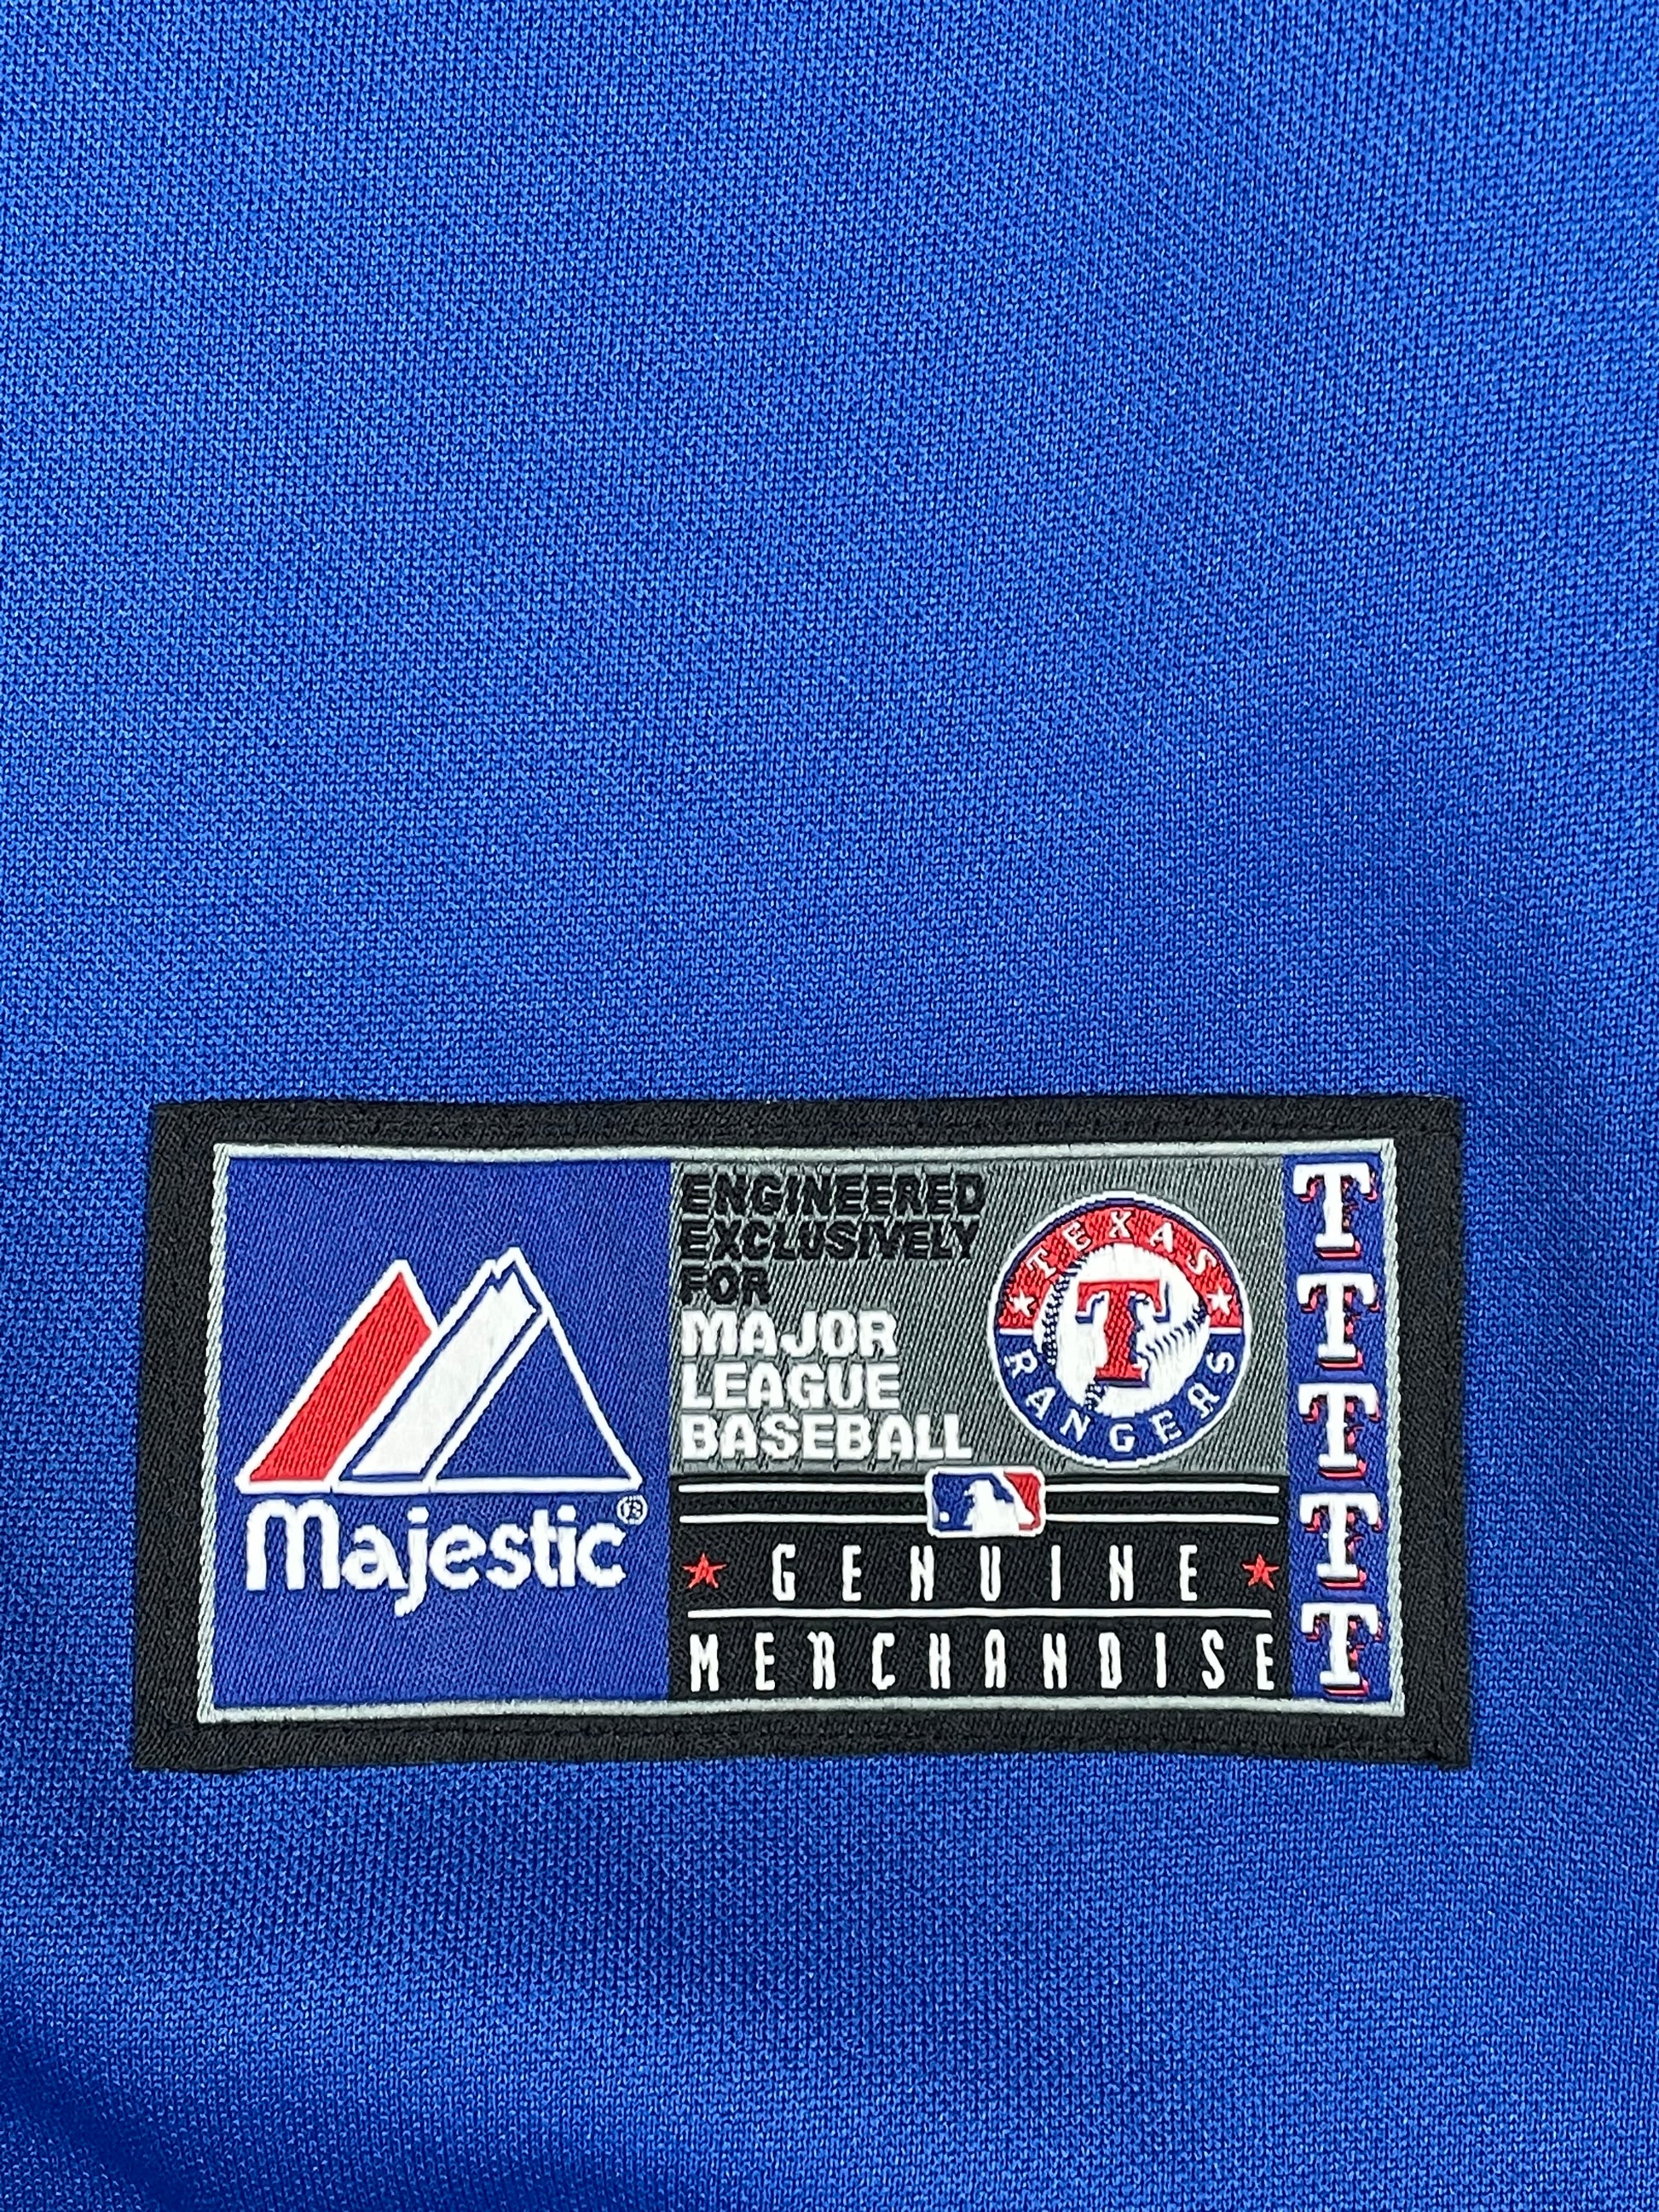 Majestic®
ENGINEERED
EXCLUSIVELY
FOR
MAJOR
LEAGUE
BASEBALL
TEXAS
T
RANGERS
GENUINE
MERCHANDISE
T
T
T
T
T